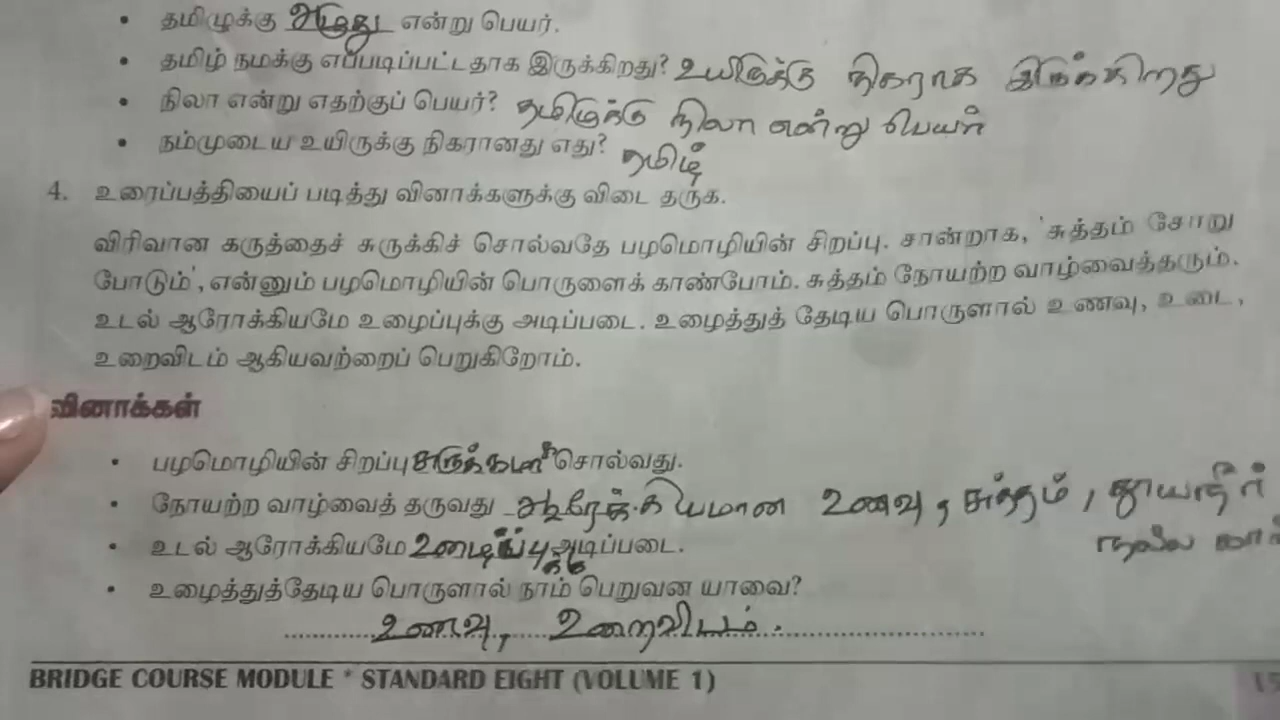 • தமிழுக்கு அமுது என்று பெயர்.
• தமிழ் நமக்கு எப்படிப்பட்டதாக இருக்கிறது? உயிருக்கு நிகராக இருக்கிறது
• நிலா என்று எதற்குப் பெயர்? தமிழுக்கு நிலா என்று பெயர்
• நம்முடைய உயிருக்கு நிகரானது எது? தமிழ்
4. உரைப்பத்தியைப் படித்து வினாக்களுக்கு விடை தருக.
விரிவான கருத்தைச் சுருக்கிச் சொல்வதே பழமொழியின் சிறப்பு. சான்றாக, 'சுத்தம் சோறு
போடும்', என்னும் பழமொழியின் பொருளைக் காண்போம். சுத்தம் நோயற்ற வாழ்வைத்தரும்.
உடல் ஆரோக்கியமே உழைப்புக்கு அடிப்படை. உழைத்துத் தேடிய பொருளால் உணவு, உடை,
உறைவிடம் ஆகியவற்றைப் பெறுகிறோம்.
வினாக்கள்
• பழமொழியின் சிறப்பு சொல்வது.
• நோயற்ற வாழ்வைத் தருவது ஆரோக்கியமான உணவு, சுத்தம், தூயநீர்
நல்ல
• உடல் ஆரோக்கியமே உழைப்புக்கு அடிப்படை.
• உழைத்துத்தேடிய பொருளால் நாம் பெறுவன யாவை?
உணவு, உறைவிடம்.
BRIDGE COURSE MODULE * STANDARD EIGHT (VOLUME 1)